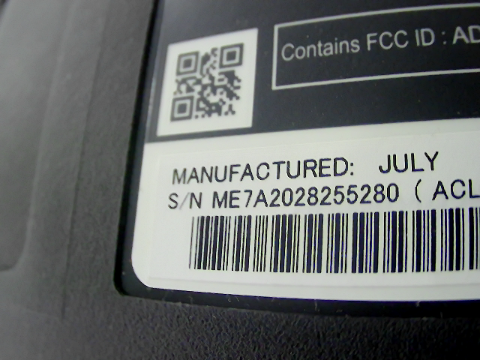 Contains FCC ID : AD
MANUFACTURED: JULY
S/N ME7A2028255280 ( ACL